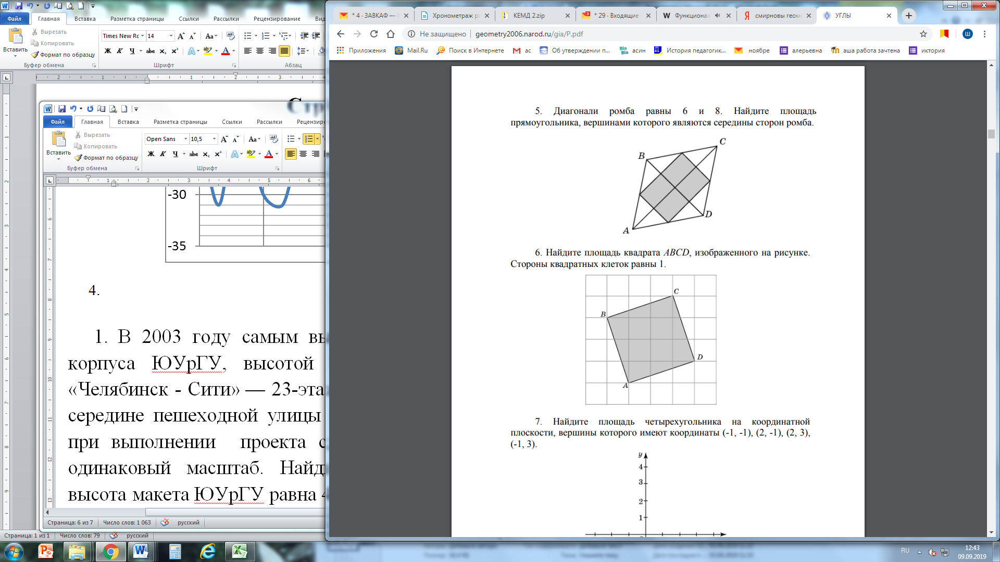 Файл
Главная
Вставка
Разметка страницы
Ссылки
Рассылки
Рецензирование
Вырезать
Копировать
Формат по образцу
Вставить
Буфер обмена
Times New Rc
14
Шрифт
Абзац
Файл
Главная
Вставка
Разметка страницы
Ссылки
Рассылки
Вырезать
Копировать
Формат по образцу
Вставить
Буфер обмена
Open Sans
10,5
Шрифт
-30
-35
4.
1. В 2003 году самым вы
корпуса ЮУрГУ, высотой
«Челябинск - Сити» — 23-эта
середине пешеходной улицы
при выполнении проекта с
одинаковый масштаб. Найд
высота макета ЮУрГУ равна 4
Страница: 6 из 7
Число слов: 1 063
русский
Страница: 1 из 1
Число слов: 79
русский
* 4 · ЗАВКАФ — Я
Хронометраж ра
КЕМД 2.zip
* 29 · Входящие
Функционал
смирновы геом
УГЛЫ
Не защищено
geometry2006.narod.ru/gia/P.pdf
Приложения
Mail.Ru
Поиск в Интернете
ас
Об утверждении п...
асин
История педагогик...
ноябре
алерьевна
аша работа зачтена
иктория
5. Диагонали ромба равны 6 и 8. Найдите площадь
прямоугольника, вершинами которого являются середины сторон ромба.
C
B
D
A
6. Найдите площадь квадрата ABCD, изображенного на рисунке.
Стороны квадратных клеток равны 1.
C
B
D
A
7. Найдите площадь четырехугольника на координатной
плоскости, вершины которого имеют координаты (-1, -1), (2, -1), (2, 3),
(-1, 3).
y
4
3
2
1
RU
12:43
09.09.2019